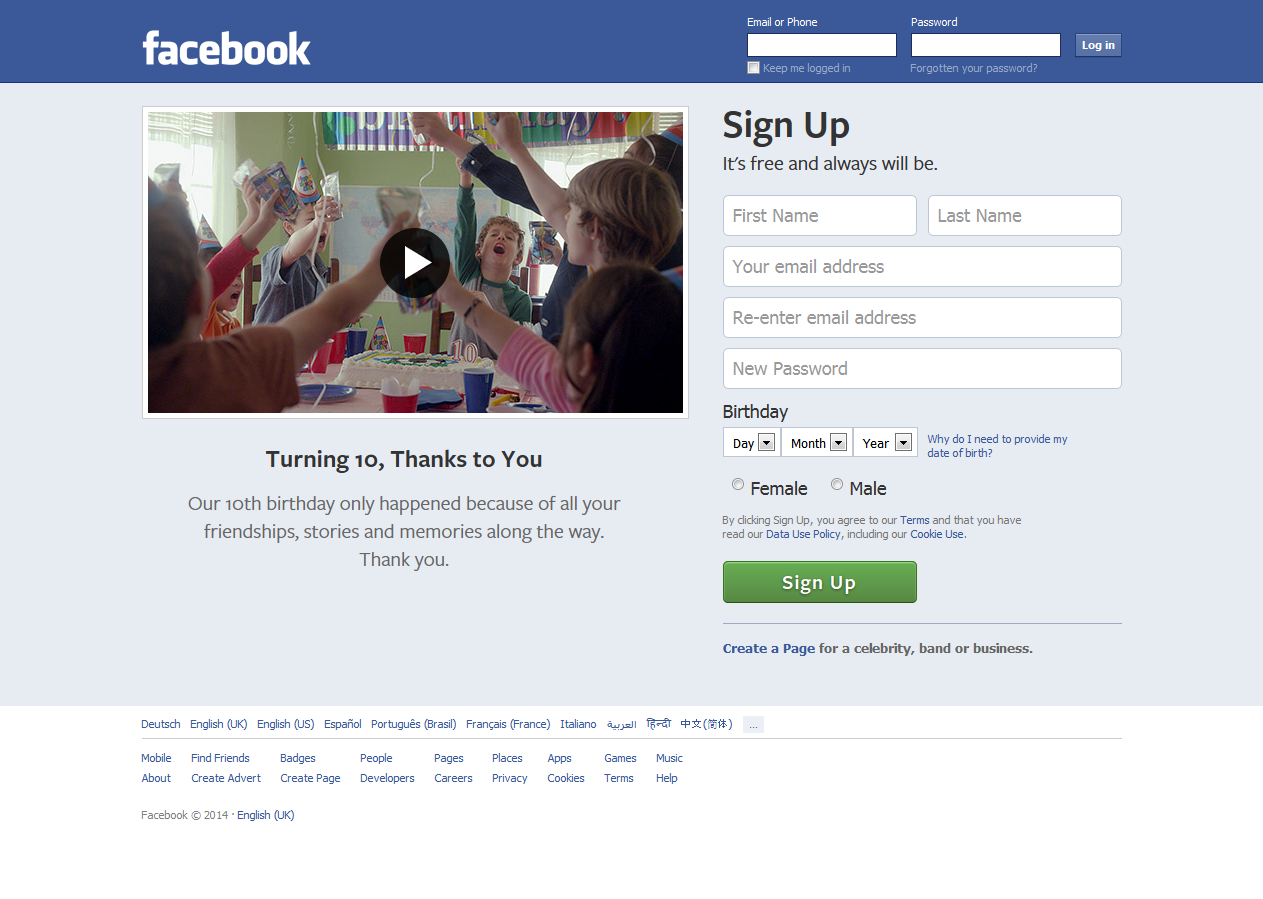 facebook
Email or Phone
Password
Log in
Keep me logged in
Forgotten your password?
Sign Up
It's free and always will be.
First Name
Last Name
Your email address
Re-enter email address
New Password
Birthday
Day
Month
Year
Why do I need to provide my
date of birth?
Female
Male
By clicking Sign Up, you agree to our Terms and that you have
read our Data Use Policy, including our Cookie Use.
Sign Up
Create a Page for a celebrity, band or business.
10
Turning 10, Thanks to You
Our 10th birthday only happened because of all your
friendships, stories and memories along the way.
Thank you.
Deutsch English (UK) English (US) Español Português (Brasil) Français (France) Italiano العربية हिन्दी 中文(简体) ...
Mobile Find Friends Badges People Pages Places Apps Games Music
About Create Advert Create Page Developers Careers Privacy Cookies Terms Help
Facebook © 2014 · English (UK)